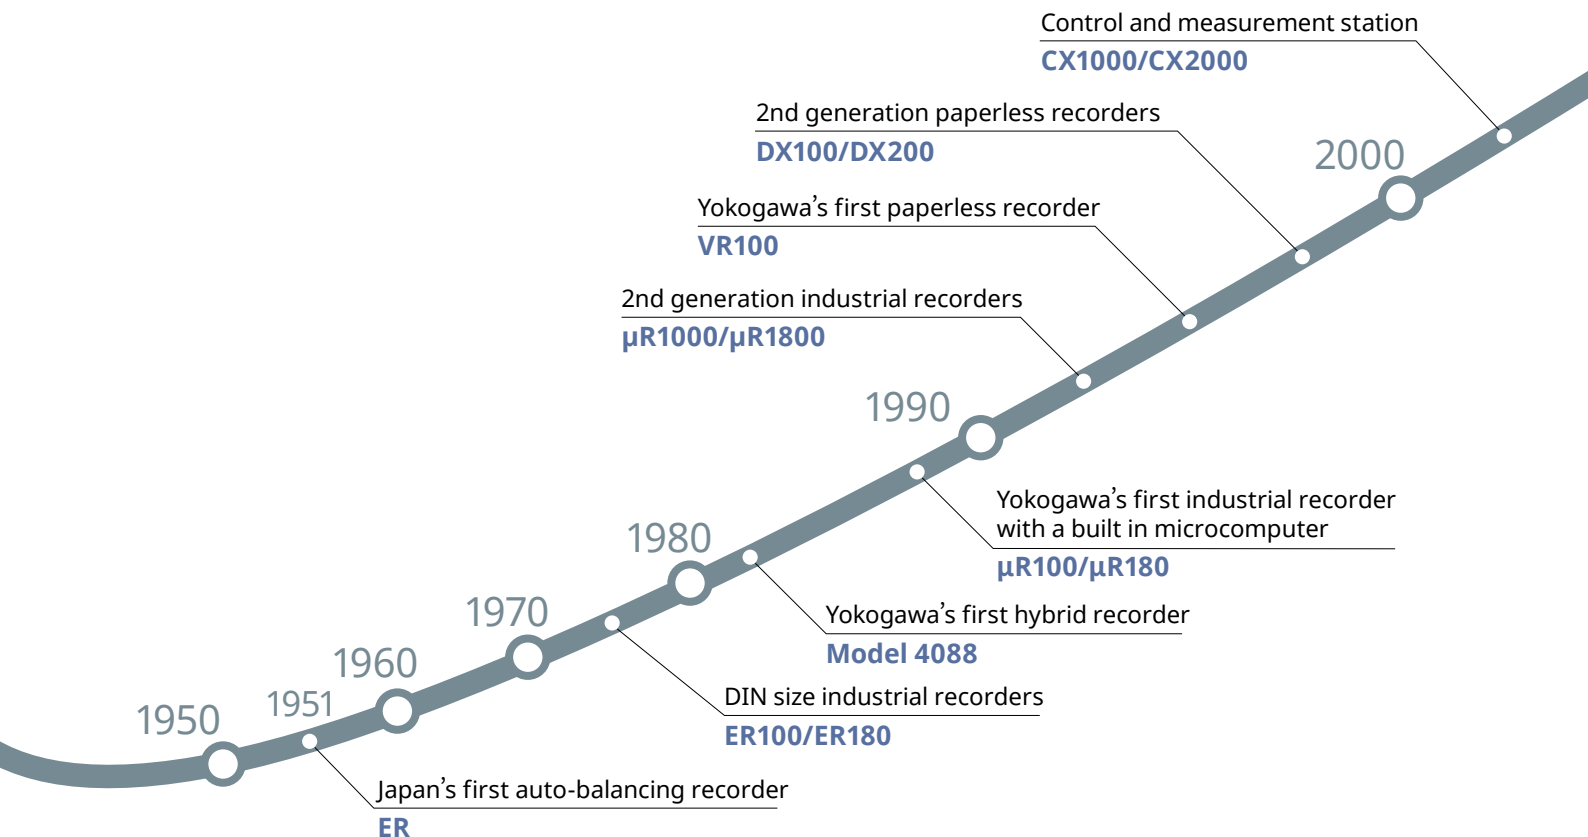 Control and measurement station
CX1000/CX2000
2nd generation paperless recorders
DX100/DX200
2000
Yokogawa’s first paperless recorder
VR100
2nd generation industrial recorders
μR1000/μR1800
1990
Yokogawa’s first industrial recorder
with a built in microcomputer
μR100/μR180
1980
Yokogawa’s first hybrid recorder
Model 4088
1970
DIN size industrial recorders
ER100/ER180
1960
1951
1950
Japan’s first auto-balancing recorder
ER